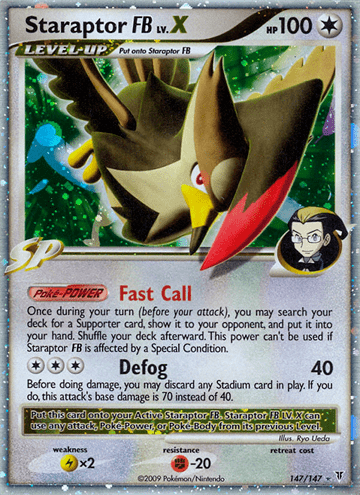 Staraptor FB LV.X HP 100
LEVEL-UP Put onto Staraptor FB
SP
Poké-POWER Fast Call
Once during your turn (before your attack), you may search your
deck for a Supporter card, show it to your opponent, and put it into
your hand. Shuffle your deck afterward. This power can't be used if
Staraptor FB is affected by a Special Condition.
Defog 40
Before doing damage, you may discard any Stadium card in play. If you
do, this attack's base damage is 70 instead of 40.
Put this card onto your Active Staraptor FB. Staraptor FB LV.X can
use any attack, Poké-Power, or Poké-Body from its previous Level.
Illus. Ryo Ueda
weakness resistance retreat cost
×2 -20
©2009 Pokémon/Nintendo 147/147